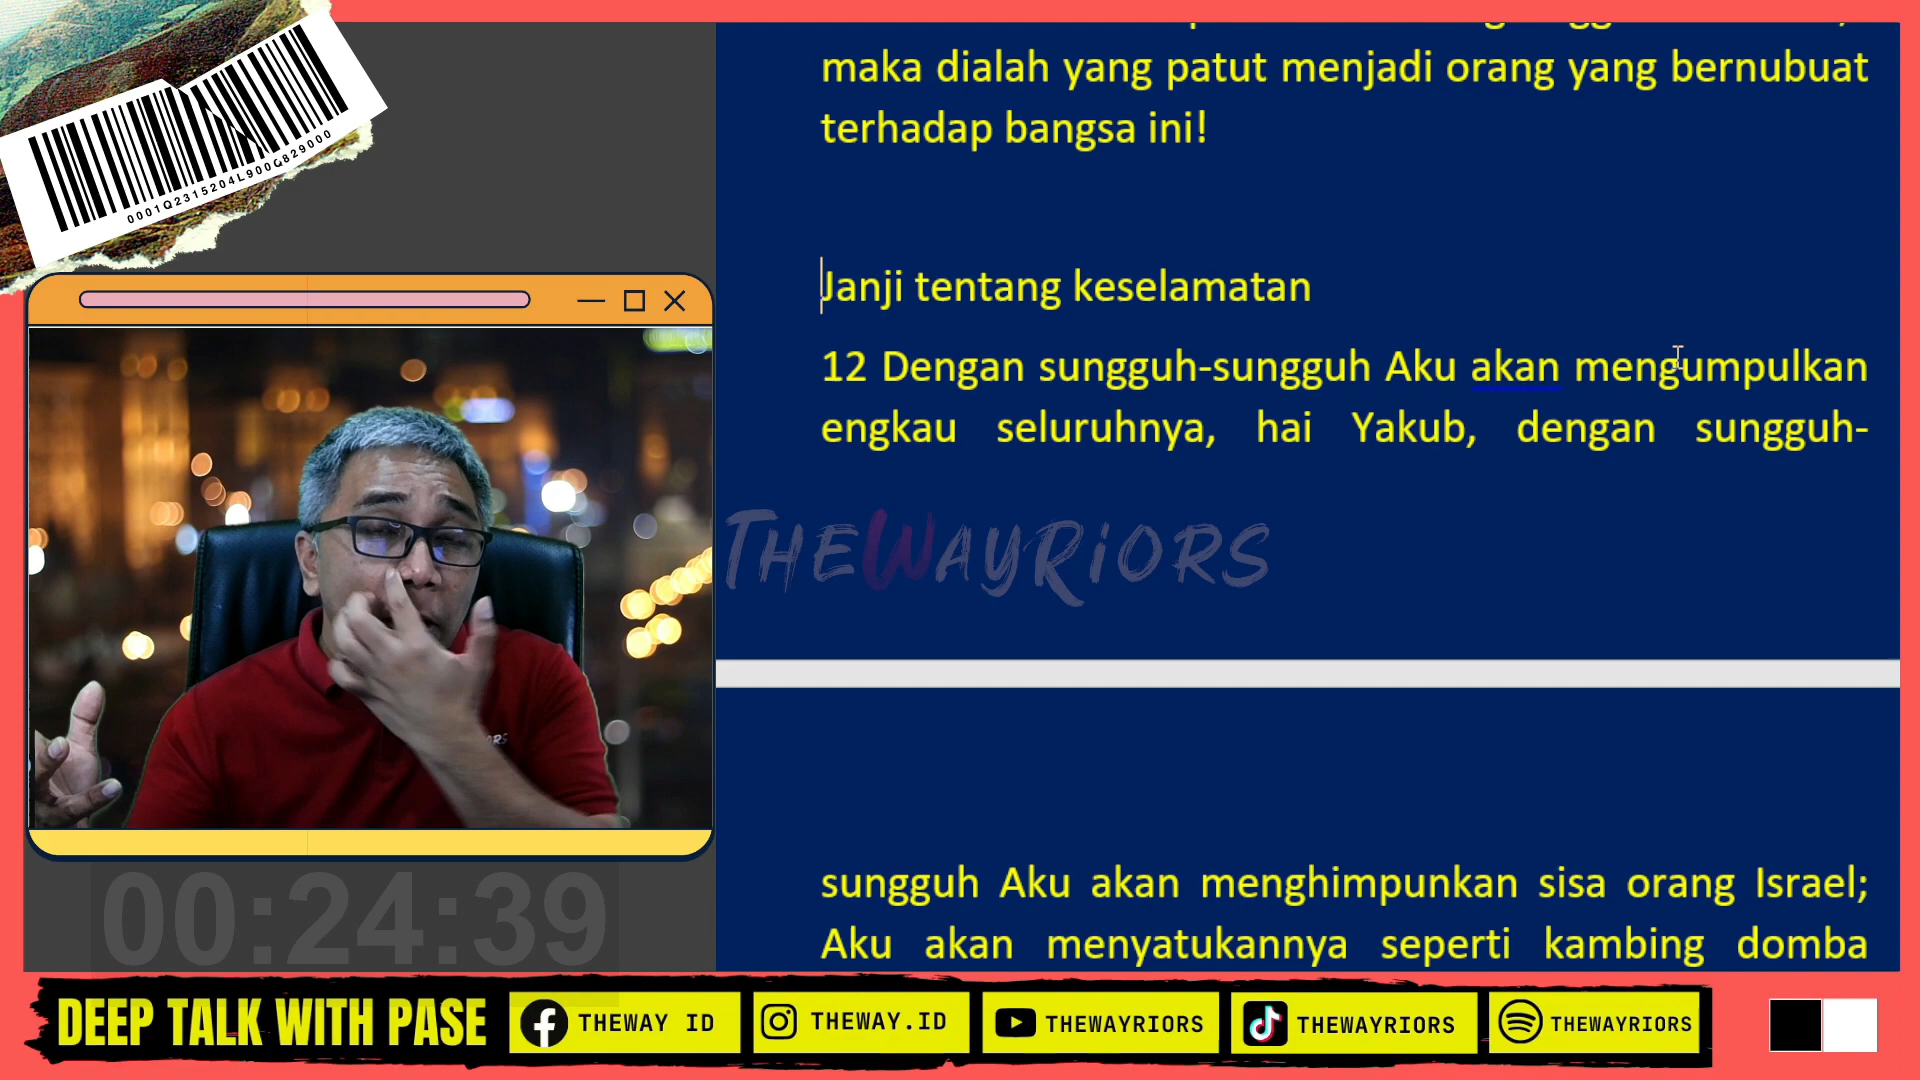 maka dialah yang patut menjadi orang yang bernubuat
terhadap bangsa ini!
Janji tentang keselamatan
12 Dengan sungguh-sungguh Aku akan mengumpulkan
engkau seluruhnya, hai Yakub, dengan sungguh-
THEWAYRIORS
sungguh Aku akan menghimpunkan sisa orang Israel;
Aku akan menyatukannya seperti kambing domba
00:24:39
DEEP TALK WITH PASE
THEWAY ID
THEWAY.ID
THEWAYRIORS
THEWAYRIORS
THEWAYRIORS